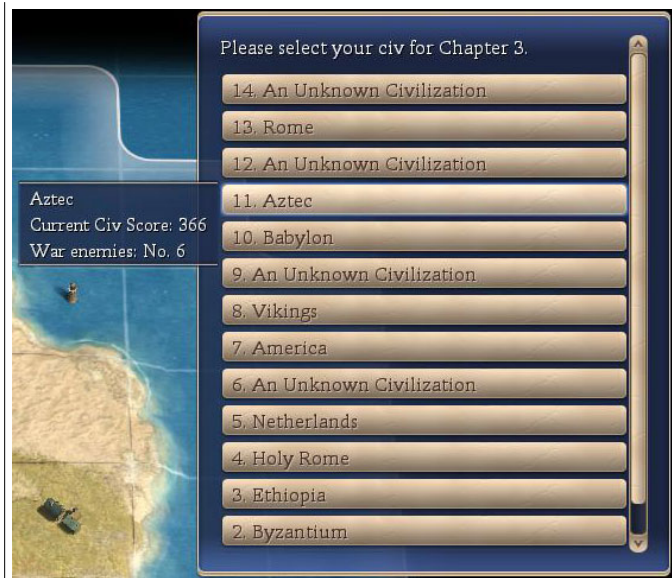 Please select your civ for Chapter 3.
14. An Unknown Civilization
13. Rome
12. An Unknown Civilization
Aztec
Current Civ Score: 366
War enemies: No. 6
11. Aztec
10. Babylon
9. An Unknown Civilization
8. Vikings
7. America
6. An Unknown Civilization
5. Netherlands
4. Holy Rome
3. Ethiopia
2. Byzantium